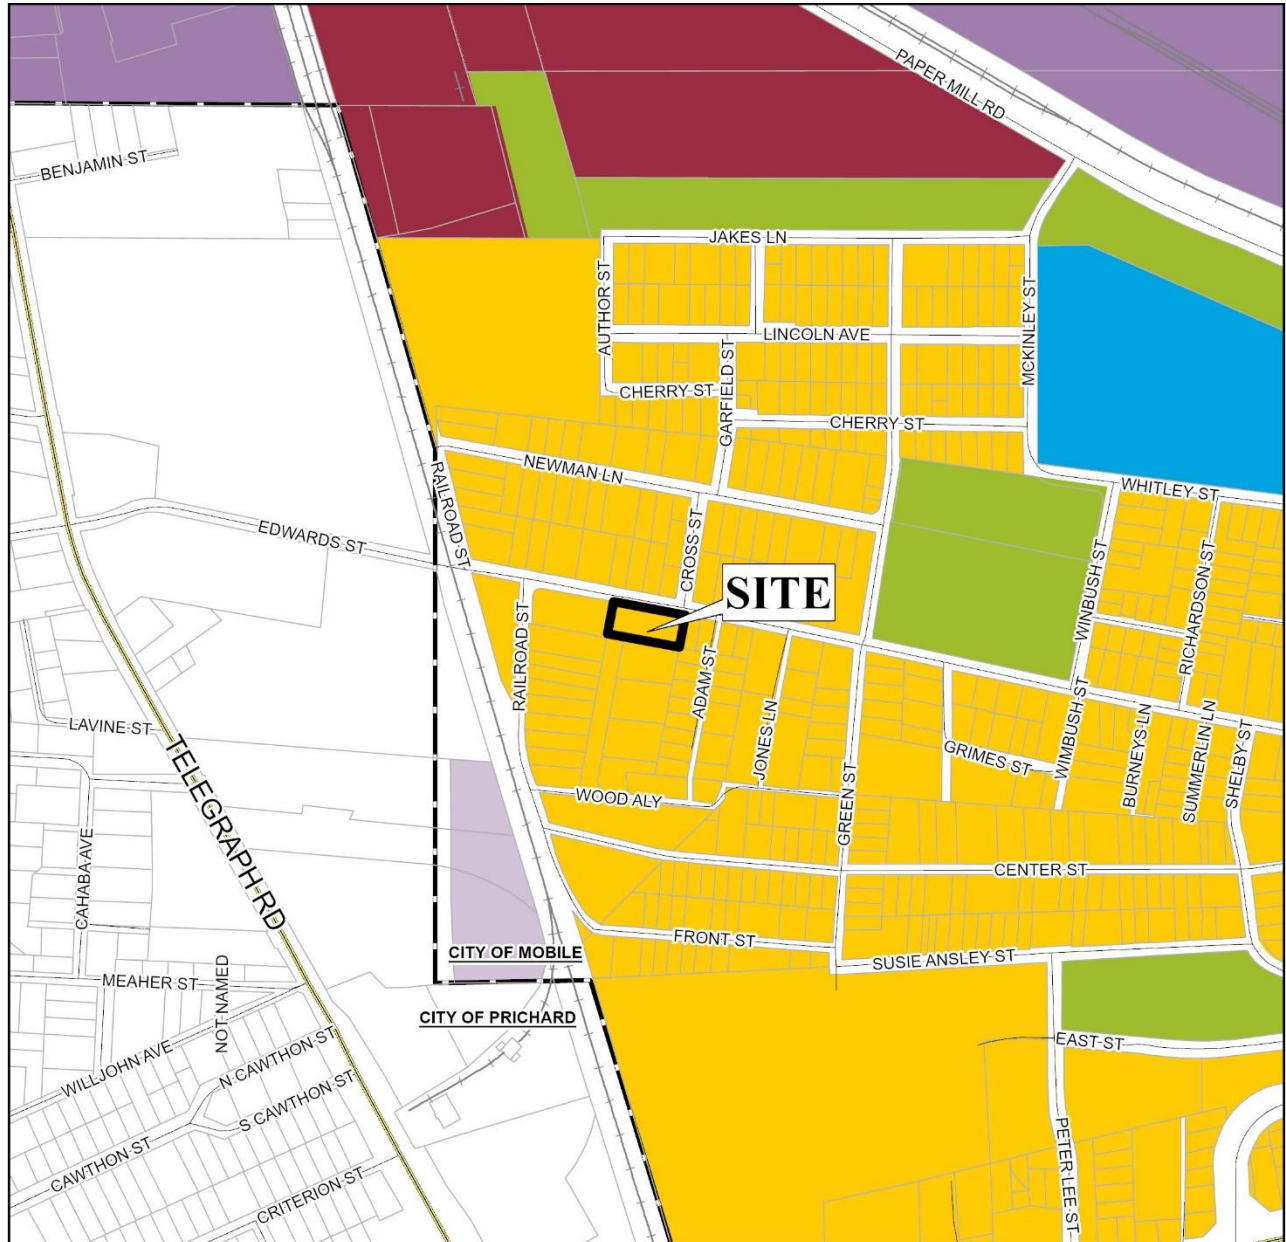 PAPER MILL RD
BENJAMIN ST
JAKES LN
AUTHOR ST
MCKINLEY ST
LINCOLN AVE
GARFIELD ST
CHERRY ST
CHERRY ST
NEWMAN LN
RAILROAD ST
WHITLEY ST
EDWARDS ST
CROSS ST
WINBUSH ST
RICHARDSON ST
SITE
RAILROAD ST
ADAM ST
JONES LN
LAVINE ST
TELEGRAPH RD
GRIMES ST
WIMBUSH ST
BURNEYS LN
SUMMERLIN LN
SHELBY ST
WOOD ALY
GREEN ST
CAHABA AVE
CENTER ST
FRONT ST
CITY OF MOBILE
SUSIE ANSLEY ST
MEAHER ST
NOT NAMED
CITY OF PRICHARD
EAST ST
WILLJOHN AVE
N CAWTHON ST
S CAWTHON ST
CAWTHON ST
PETER LEE ST
CRITERION ST